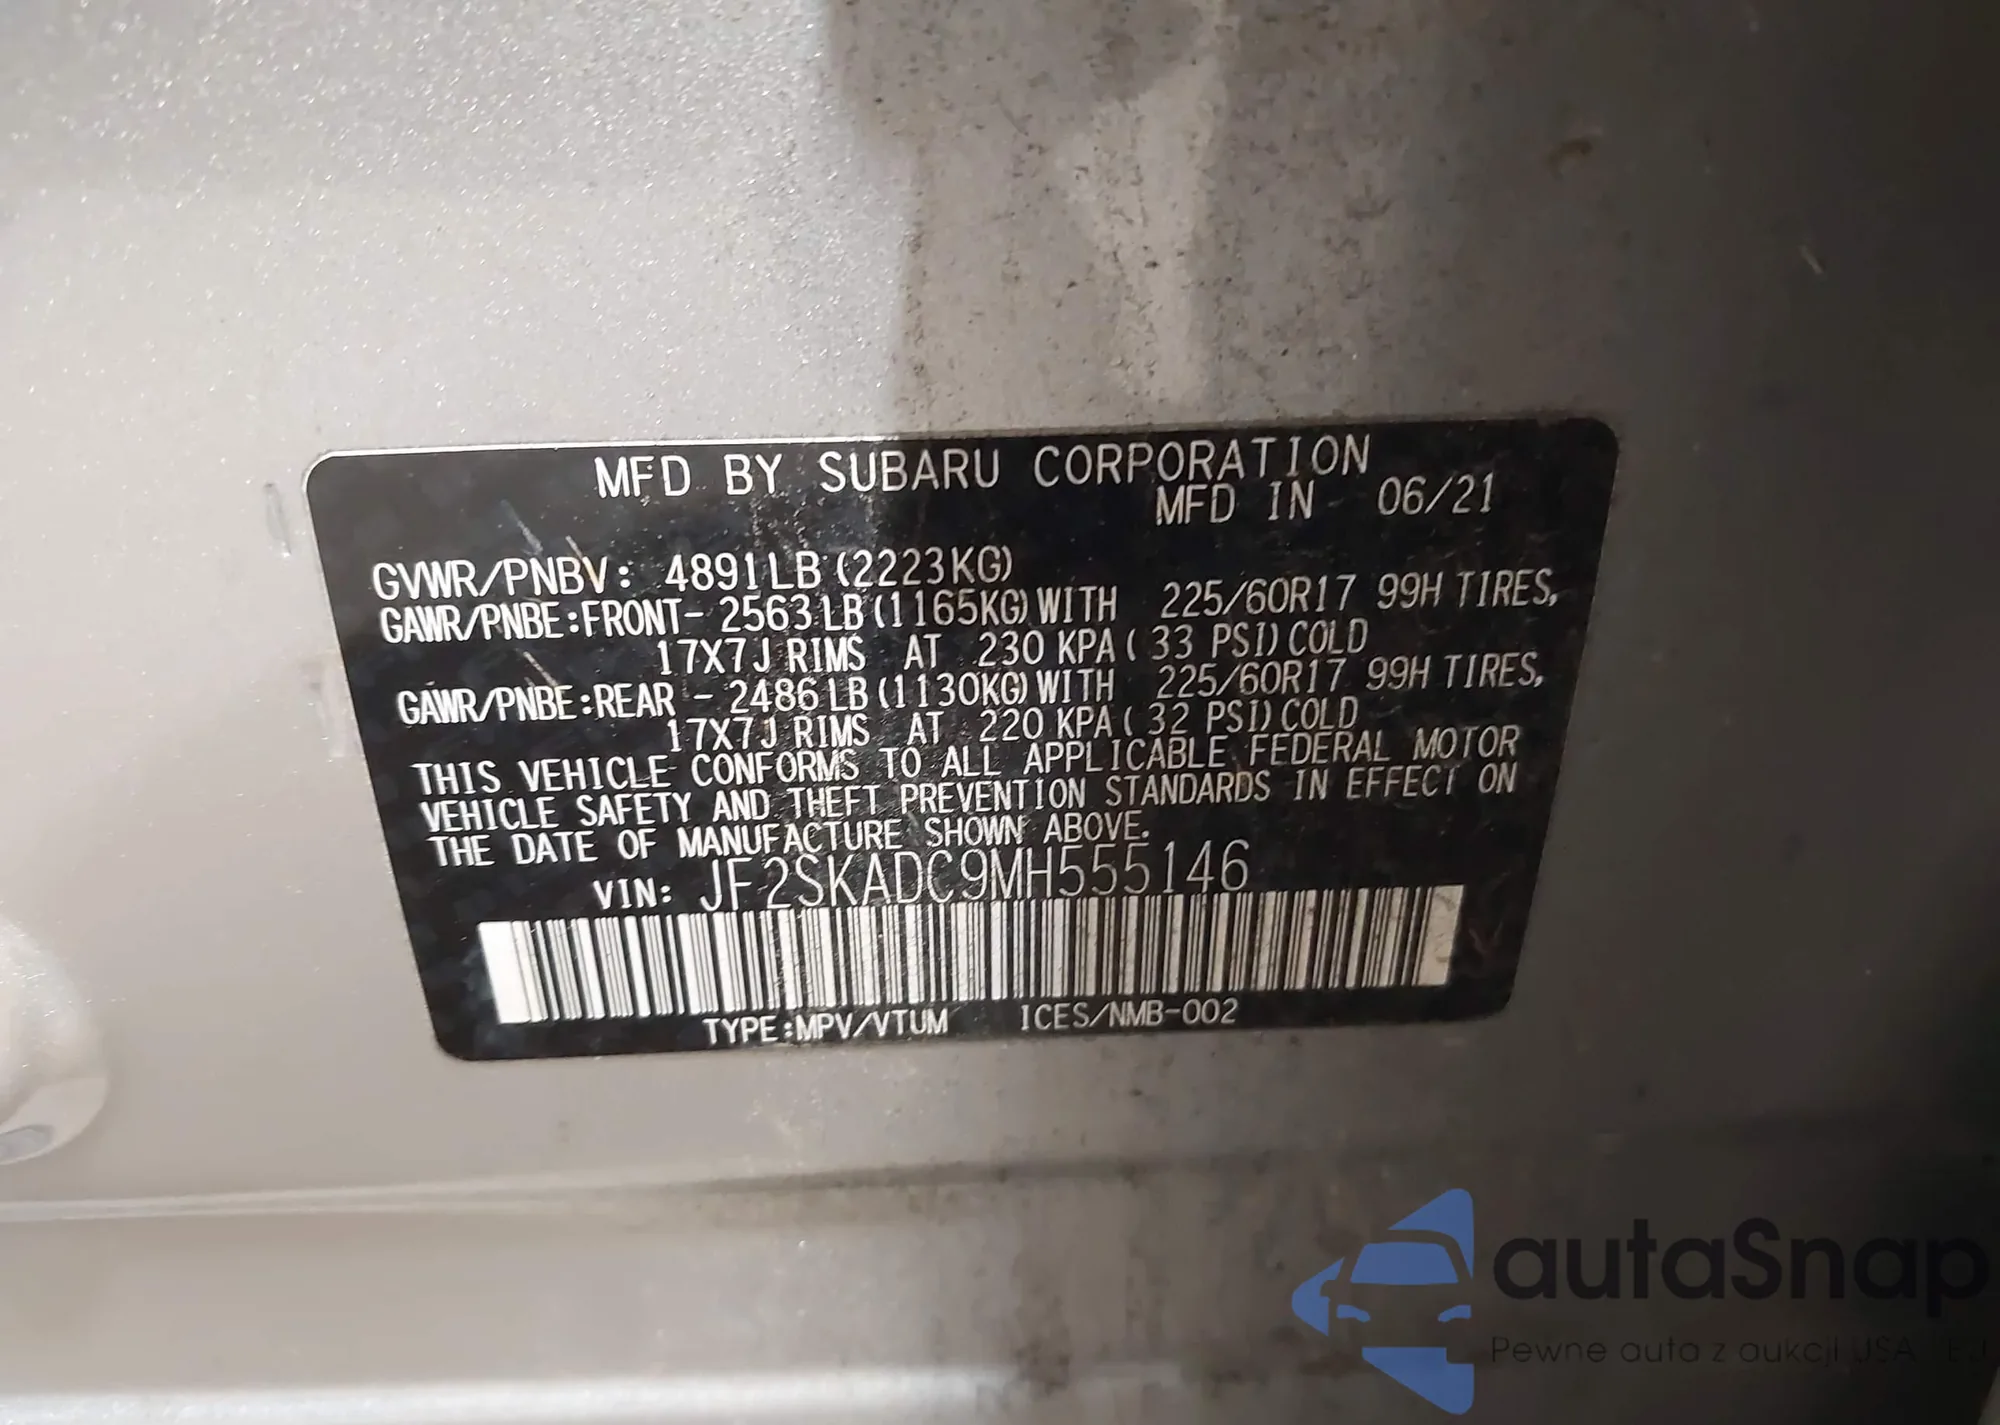 MFD BY SUBARU CORPORATION
MFD IN 06/21
GVWR/PNBV: 4891LB (2223KG)
GAWR/PNBE:FRONT- 2563LB (1165KG) WITH 225/60R17 99H TIRES,
17X7J RIMS AT 230 KPA ( 33 PSI) COLD
GAWR/PNBE:REAR - 2486LB (1130KG) WITH 225/60R17 99H TIRES,
17X7J RIMS AT 220 KPA ( 32 PSI) COLD
THIS VEHICLE CONFORMS TO ALL APPLICABLE FEDERAL MOTOR
VEHICLE SAFETY AND THEFT PREVENTION STANDARDS IN EFFECT ON
THE DATE OF MANUFACTURE SHOWN ABOVE.
VIN: JF2SKADC9MH555146
TYPE:MPV/VTUM ICES/NMB-002
autaSnap
Pewne auta z aukcji USA